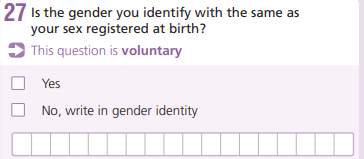 27 Is the gender you identify with the same as
your sex registered at birth?
This question is voluntary
Yes
No, write in gender identity